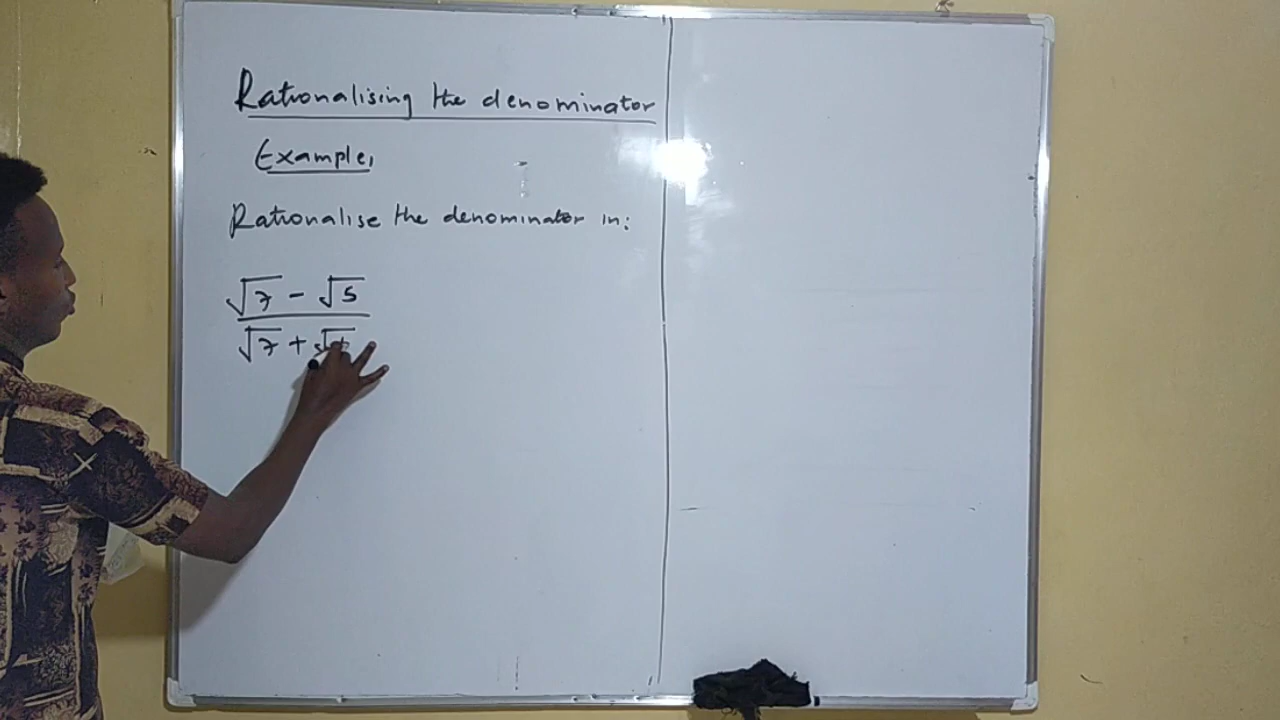 Rationalising the denominator
Example,
Rationalise the denominator in:
√7 - √5
√7 + √